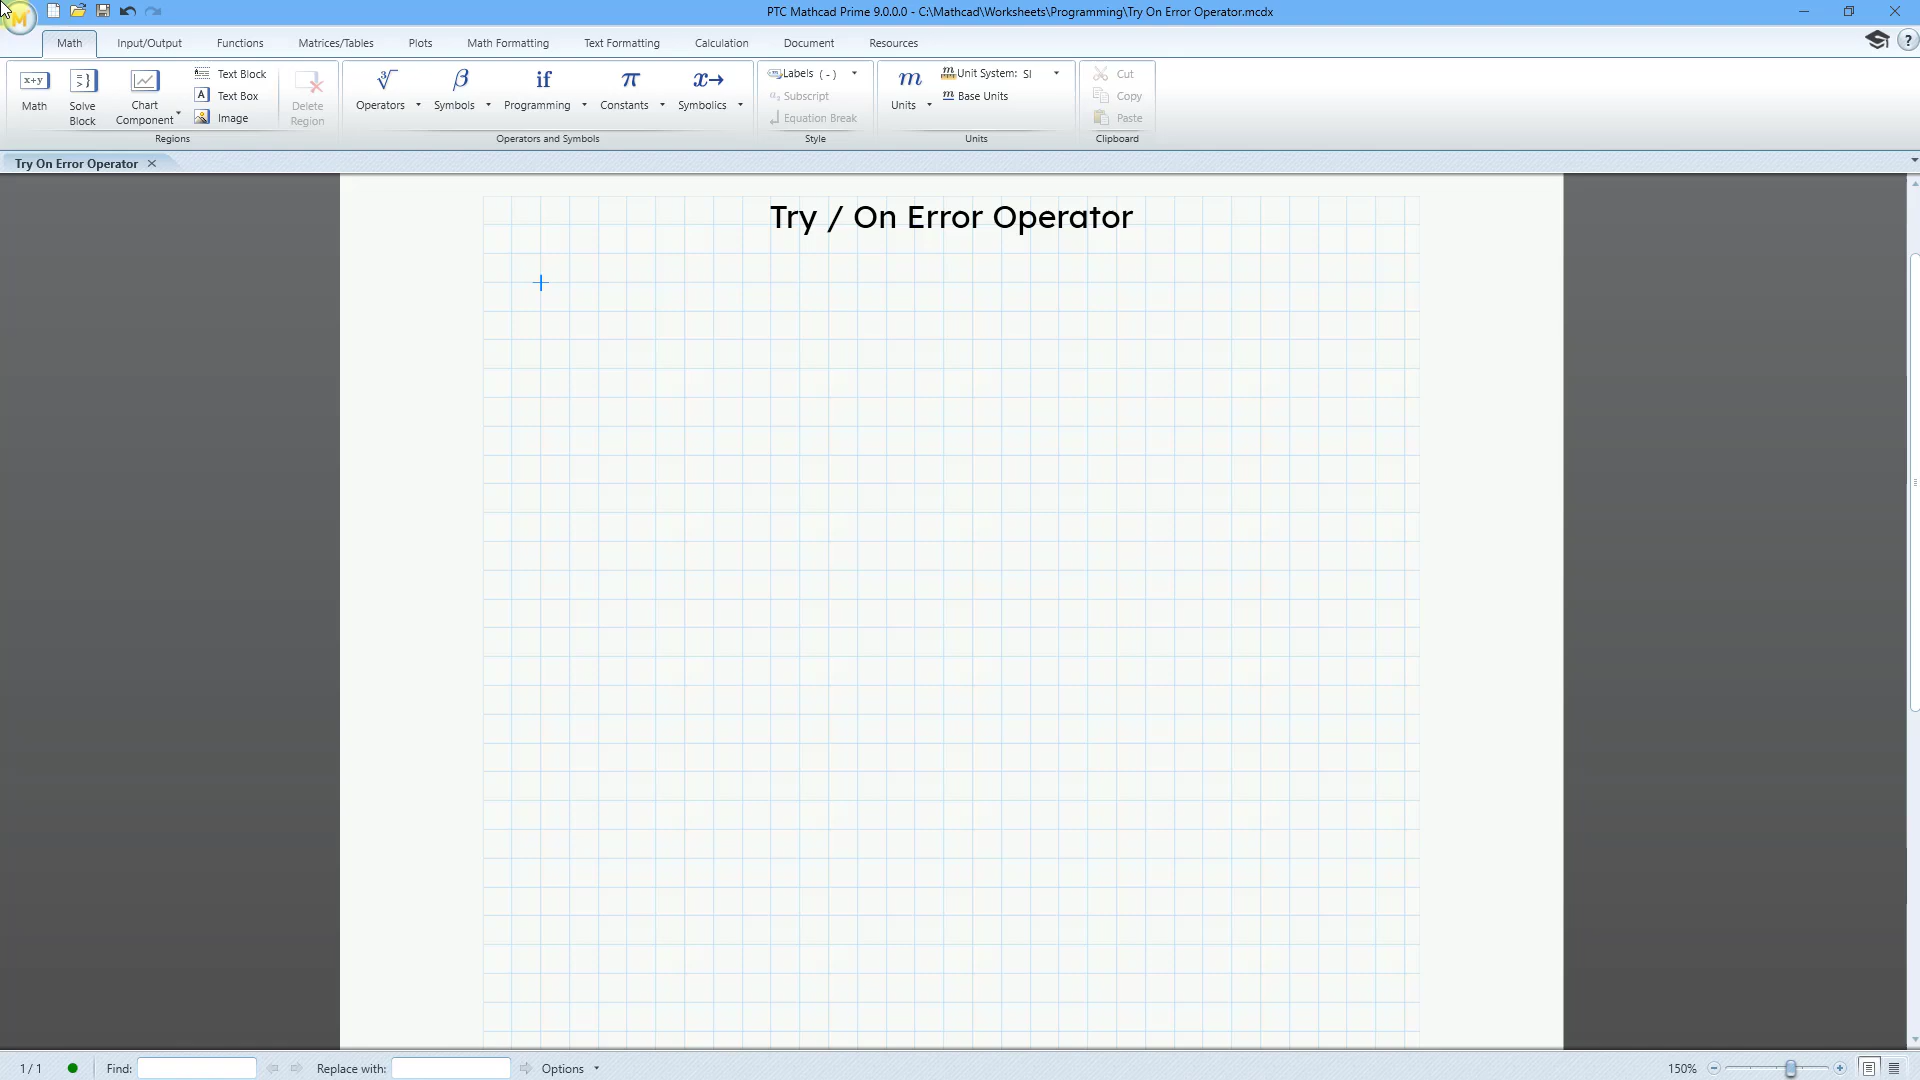 PTC Mathcad Prime 9.0.0.0 - C:\Mathcad\Worksheets\Programming\Try On Error Operator.mcdx
Math Input/Output Functions Matrices/Tables Plots Math Formatting Text Formatting Calculation Document Resources ?
x+y Math
Solve Block
Chart Component
Text Block
Text Box
Image
Delete Region
Regions
Operators
β Symbols
if Programming
π Constants
x→ Symbolics
Operators and Symbols
Labels ( - )
Subscript
Equation Break
Style
m Units
Unit System: SI
m Base Units
Units
Cut
Copy
Paste
Clipboard
Try On Error Operator
Try / On Error Operator
1 / 1 Find: Replace with: Options 150%